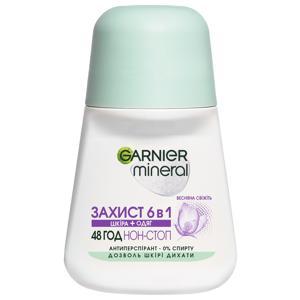 GARNIER
mineral
ЗАХИСТ 6 в 1
ШКІРА + ОДЯГ
ВЕСНЯНА СВІЖІСТЬ
48 ГОД НОН-СТОП
АНТИПЕРСПІРАНТ - 0% СПИРТУ
ДОЗВОЛЬ ШКІРІ ДИХАТИ